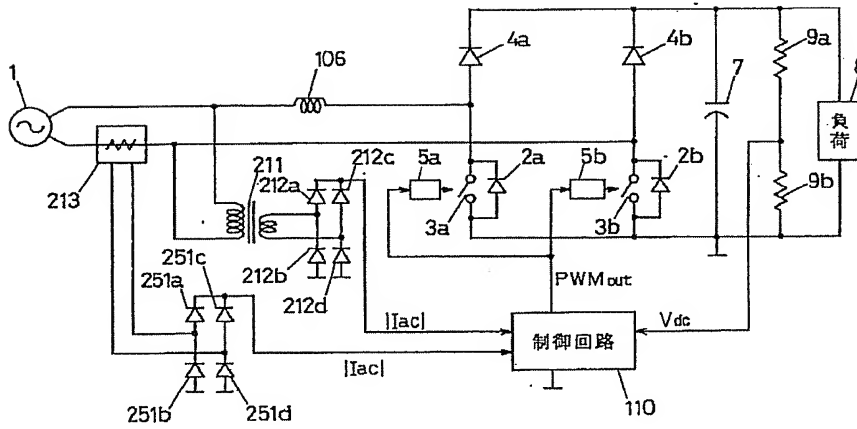 4a
4b
9a
1
106
7
8
負荷
213
211
212a
212c
5a
2a
5b
2b
3a
3b
9b
251c
251a
212b
212d
PWMout
|Iac|
Vdc
制御回路
|Iac|
251b
251d
110